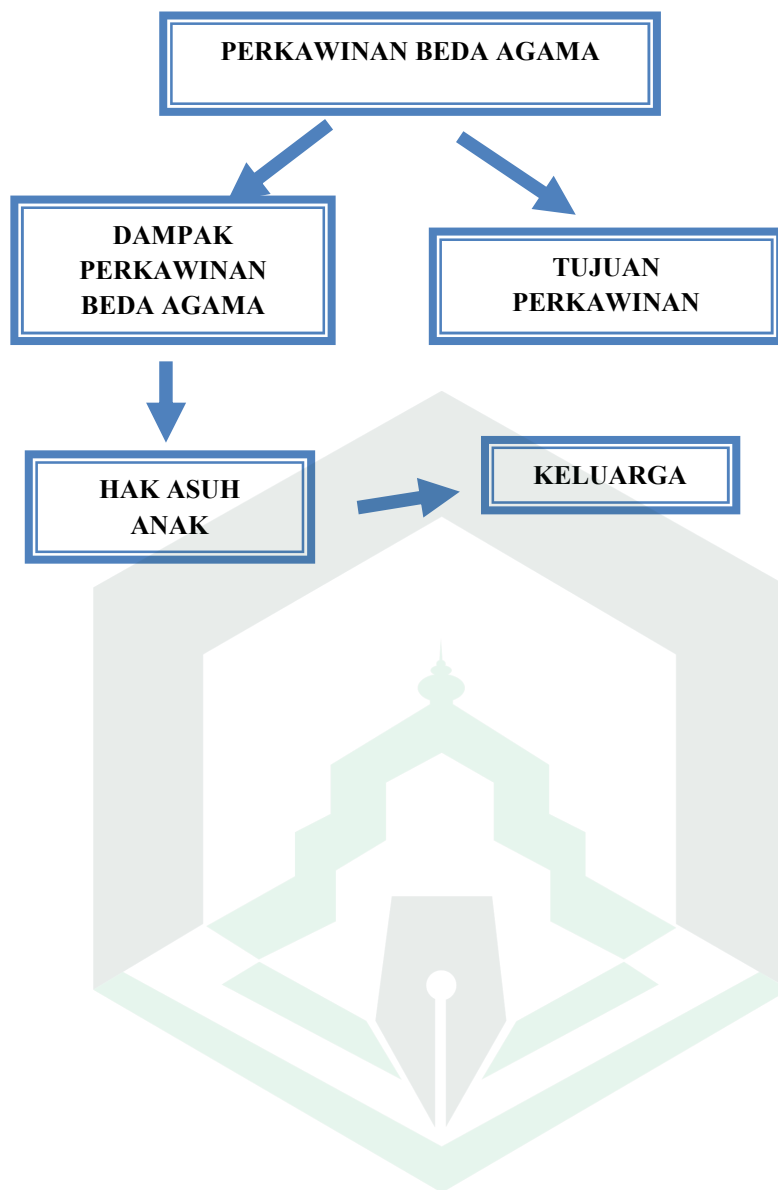 PERKAWINAN BEDA AGAMA
DAMPAK
PERKAWINAN
BEDA AGAMA
TUJUAN
PERKAWINAN
HAK ASUH
ANAK
KELUARGA